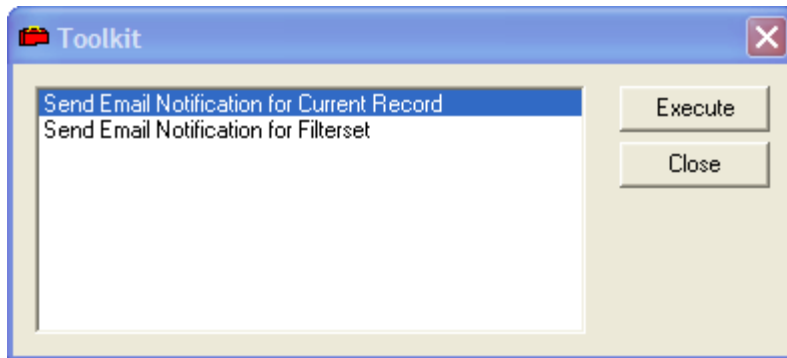 Toolkit
Send Email Notification for Current Record
Send Email Notification for Filterset
Execute
Close